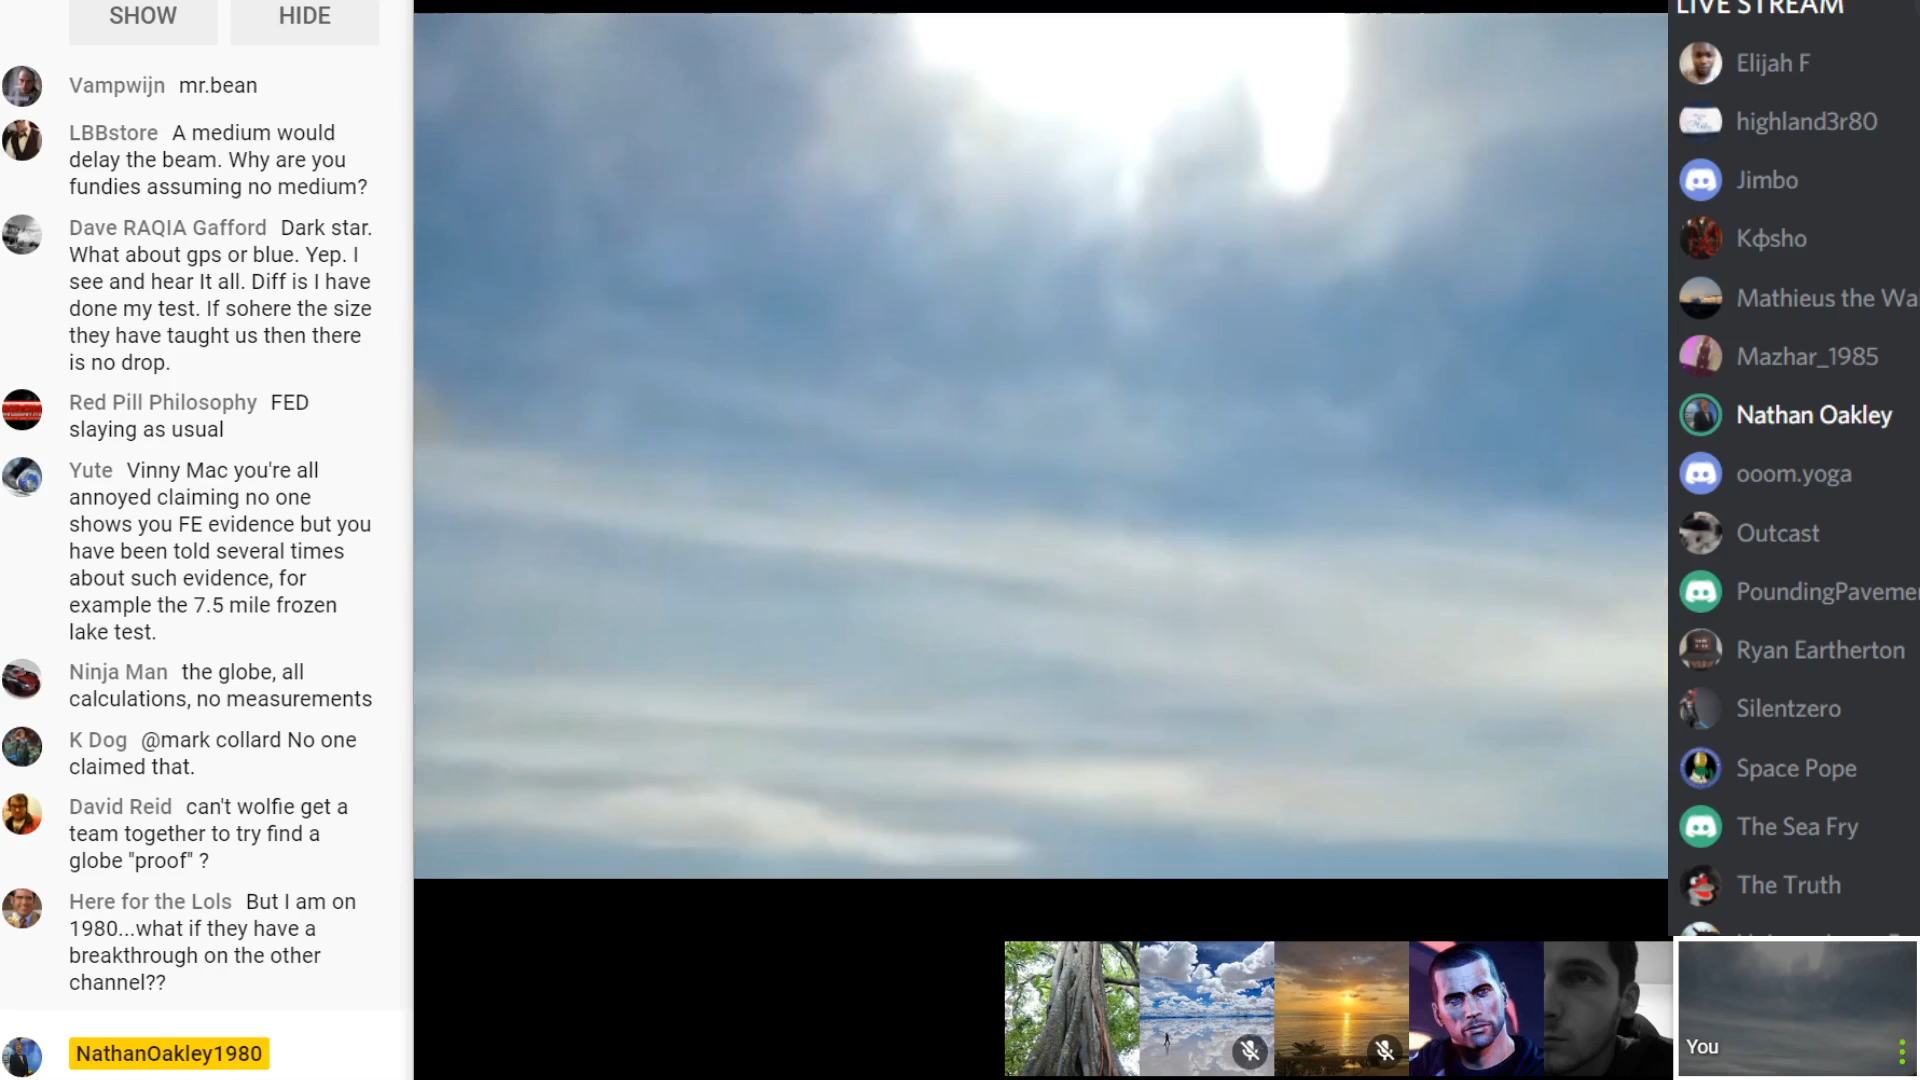 SHOW HIDE
Vampwijn mr.bean
LBBstore A medium would
delay the beam. Why are you
fundies assuming no medium?
Dave RAQIA Gafford Dark star.
What about gps or blue. Yep. I
see and hear It all. Diff is I have
done my test. If sohere the size
they have taught us then there
is no drop.
Red Pill Philosophy FED
slaying as usual
Yute Vinny Mac you're all
annoyed claiming no one
shows you FE evidence but you
have been told several times
about such evidence, for
example the 7.5 mile frozen
lake test.
Ninja Man the globe, all
calculations, no measurements
K Dog @mark collard No one
claimed that.
David Reid can't wolfie get a
team together to try find a
globe "proof" ?
Here for the Lols But I am on
1980...what if they have a
breakthrough on the other
channel??
NathanOakley1980
LIVE STREAM
Elijah F
highland3r80
Jimbo
Kфsho
Mathieus the Wa
Mazhar_1985
Nathan Oakley
ooom.yoga
Outcast
PoundingPaveme
Ryan Eartherton
Silentzero
Space Pope
The Sea Fry
The Truth
You